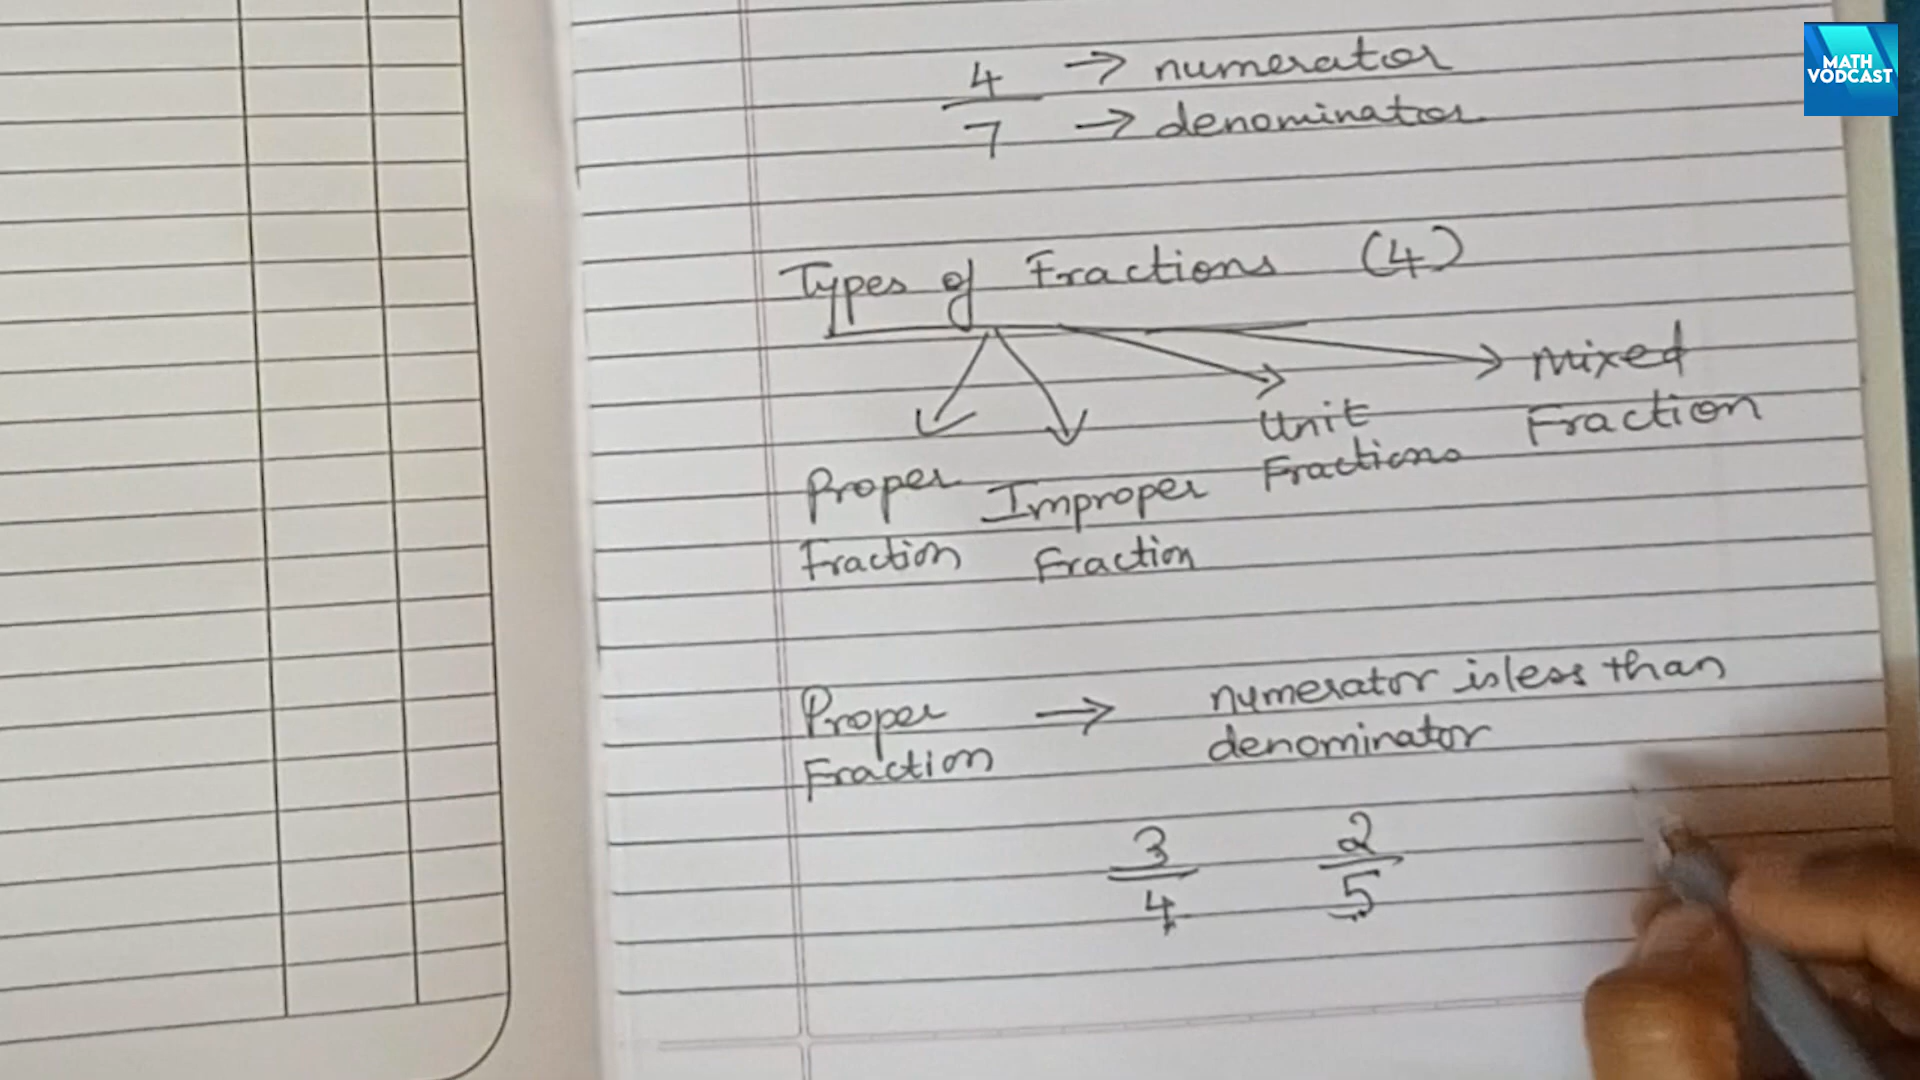 MATH
VODCAST
4 → numerator
7 → denominator
Types of Fractions (4)
Proper Fraction
Improper Fraction
Unit Fractions
Mixed Fraction
Proper Fraction → numerator is less than
denominator
3/4 2/5